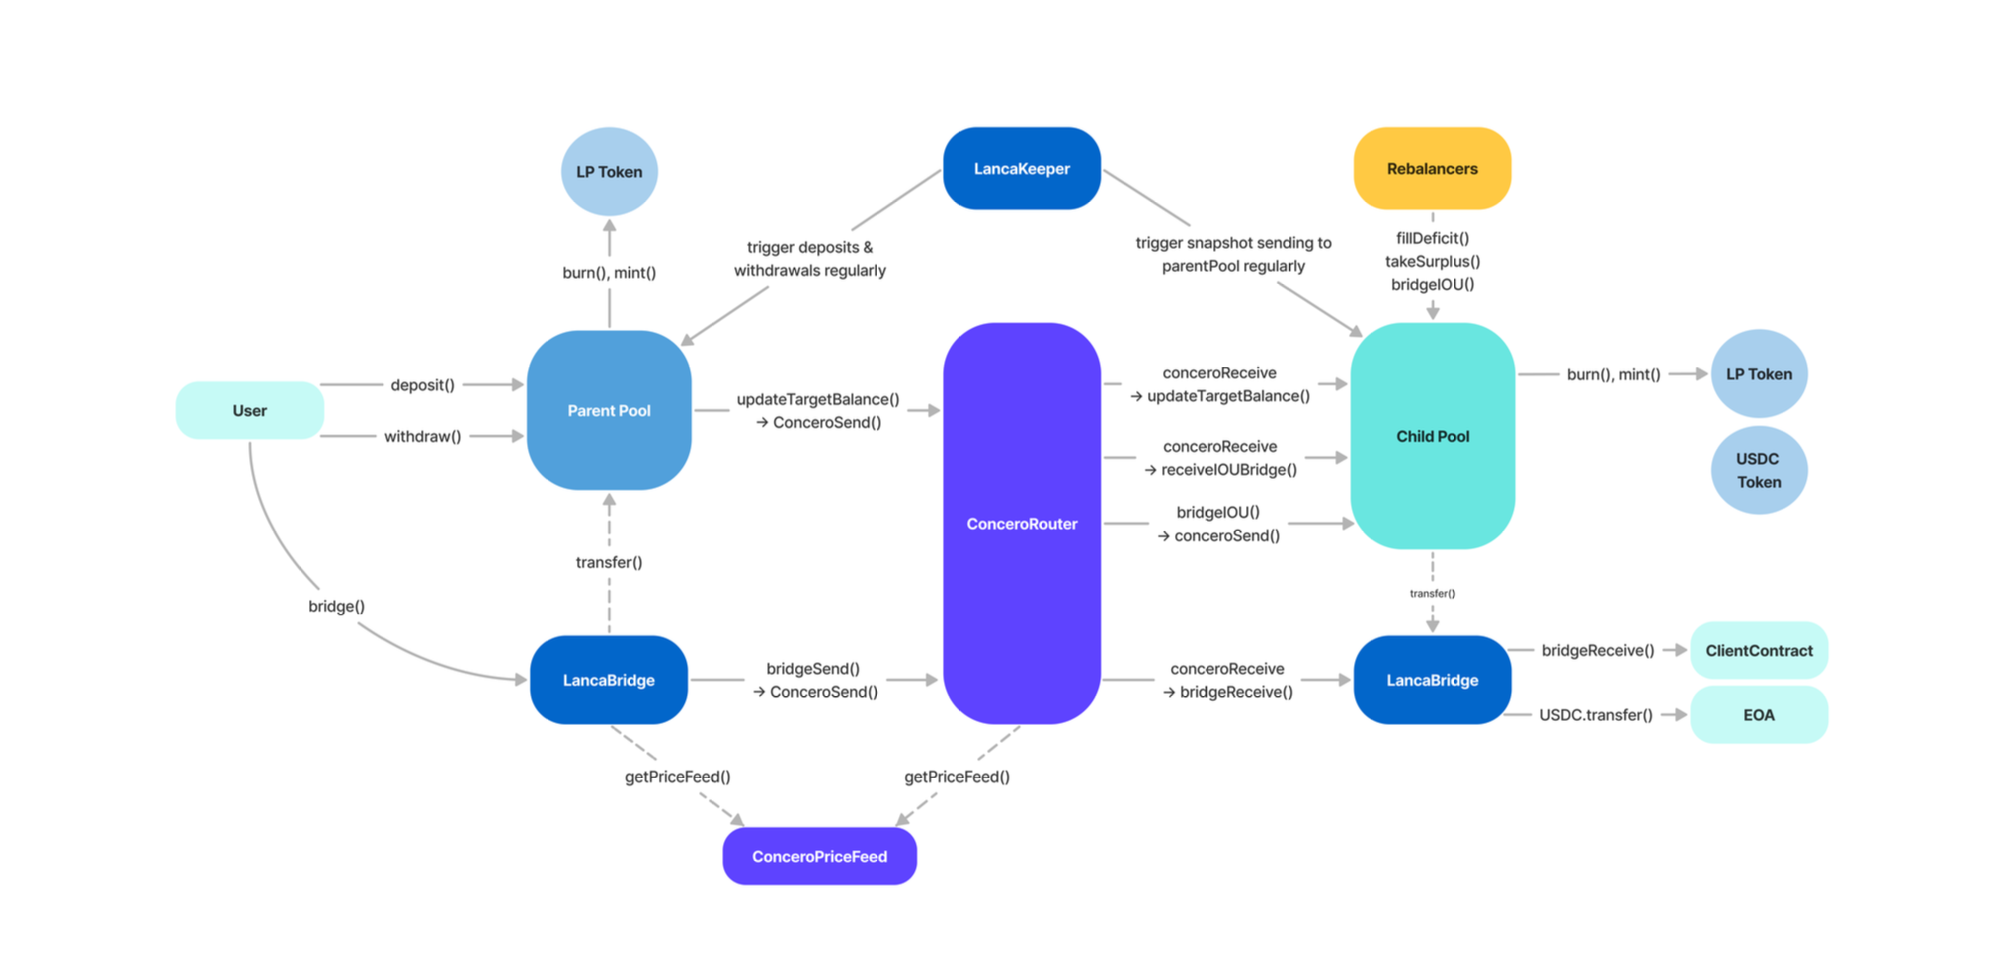 LP Token
LancaKeeper
Rebalancers
trigger deposits &
withdrawals regularly
trigger snapshot sending to
parentPool regularly
fillDeficit()
takeSurplus()
bridgeIOU()
burn(), mint()
User
deposit()
withdraw()
Parent Pool
updateTargetBalance()
→ ConceroSend()
conceroReceive
→ updateTargetBalance()
conceroReceive
→ receiveIOUBridge()
bridgeIOU()
→ conceroSend()
ConceroRouter
Child Pool
burn(), mint()
LP Token
USDC
Token
transfer()
transfer()
bridge()
LancaBridge
bridgeSend()
→ ConceroSend()
conceroReceive
→ bridgeReceive()
LancaBridge
bridgeReceive()
ClientContract
USDC.transfer()
EOA
getPriceFeed()
getPriceFeed()
ConceroPriceFeed